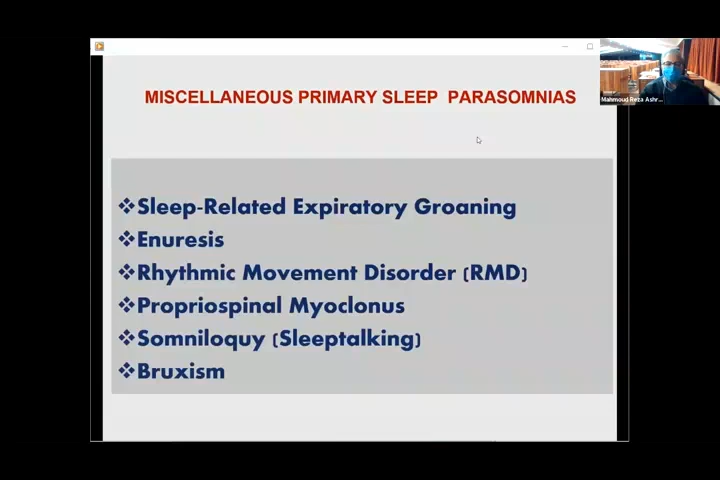 MISCELLANEOUS PRIMARY SLEEP PARASOMNIAS
Mahmoud Reza Ashr...
❖Sleep-Related Expiratory Groaning
❖Enuresis
❖Rhythmic Movement Disorder (RMD)
❖Propriospinal Myoclonus
❖Somniloquy (Sleeptalking)
❖Bruxism